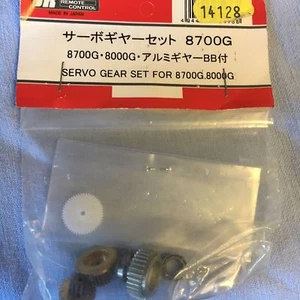 JR REMOTE CONTROL
MADE IN JAPAN
14128
サーボギヤーセット 8700G
8700G・8000G・アルミギヤーBB付
SERVO GEAR SET FOR 8700G.8000G